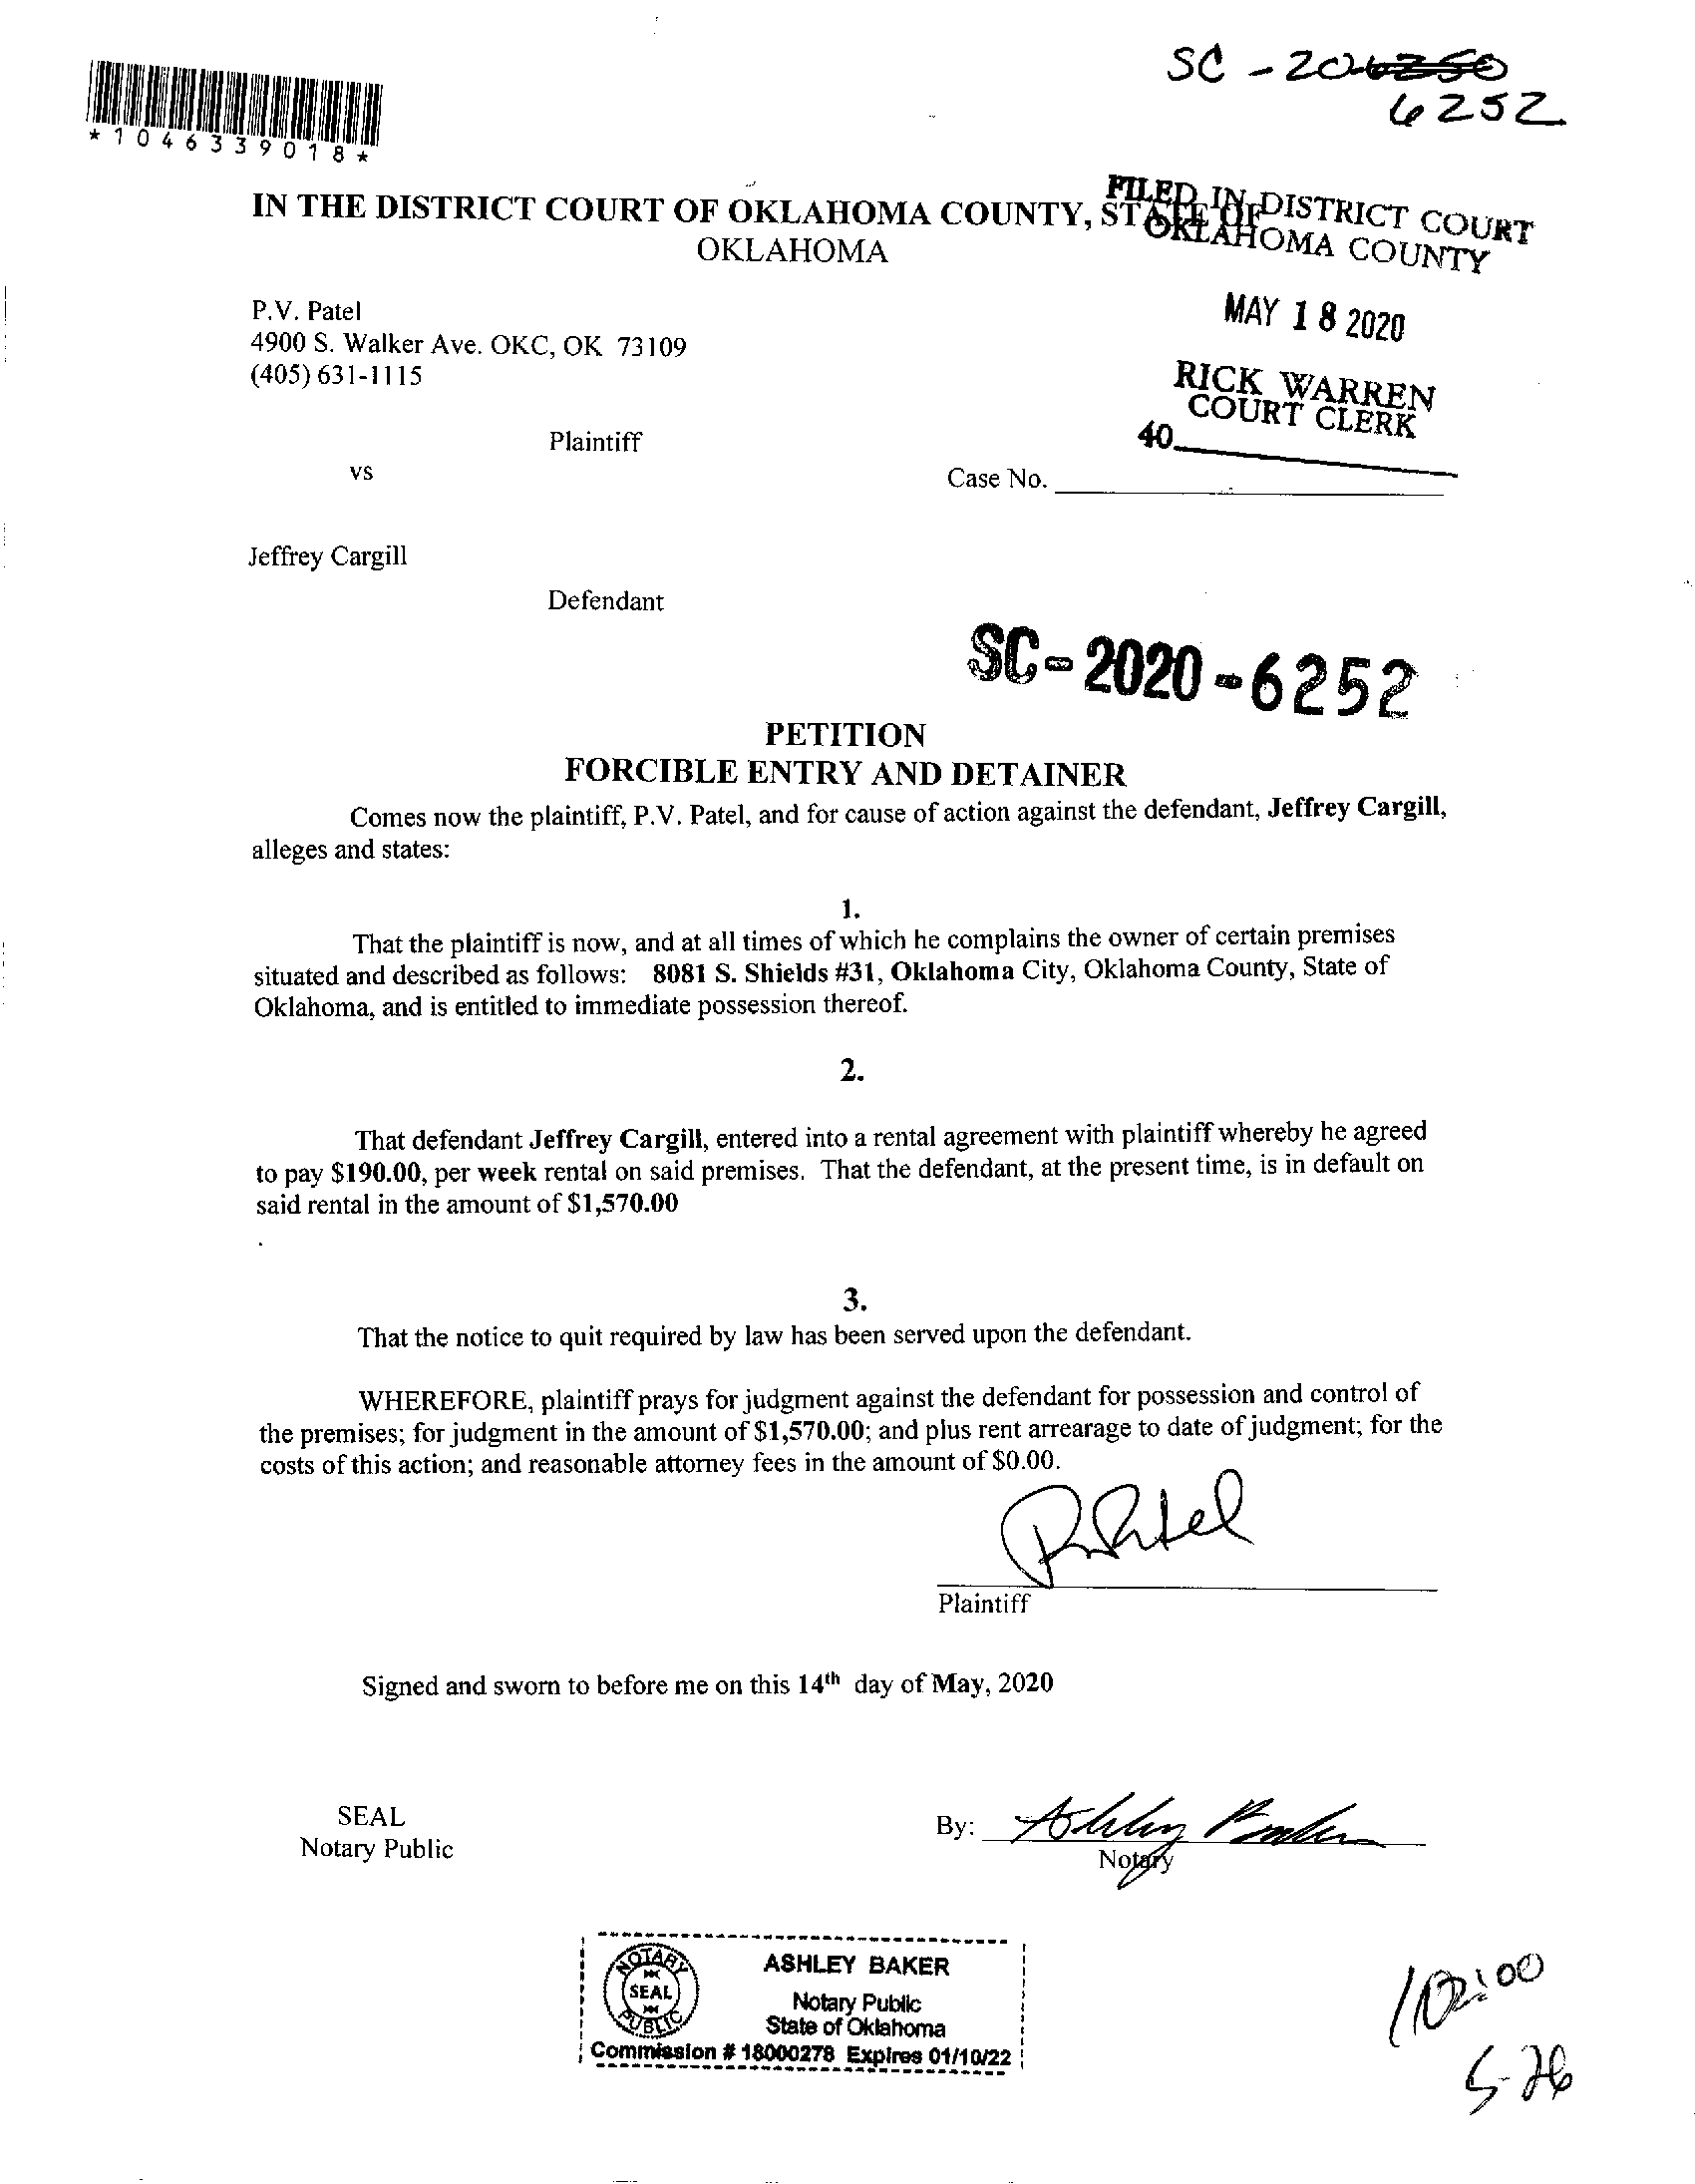 SC - 20
6252
*1046339018*
FILED IN DISTRICT COURT
OKLAHOMA COUNTY
IN THE DISTRICT COURT OF OKLAHOMA COUNTY, STATE OF
OKLAHOMA
P.V. Patel
4900 S. Walker Ave. OKC, OK 73109
(405) 631-1115
MAY 18 2020
RICK WARREN
COURT CLERK
40
Plaintiff
vs
Case No.
Jeffrey Cargill
Defendant
SC-2020-6252
PETITION
FORCIBLE ENTRY AND DETAINER
Comes now the plaintiff, P.V. Patel, and for cause of action against the defendant, Jeffrey Cargill,
alleges and states:
1.
That the plaintiff is now, and at all times of which he complains the owner of certain premises
situated and described as follows: 8081 S. Shields #31, Oklahoma City, Oklahoma County, State of
Oklahoma, and is entitled to immediate possession thereof.
2.
That defendant Jeffrey Cargill, entered into a rental agreement with plaintiff whereby he agreed
to pay $190.00, per week rental on said premises. That the defendant, at the present time, is in default on
said rental in the amount of $1,570.00
.
3.
That the notice to quit required by law has been served upon the defendant.
WHEREFORE, plaintiff prays for judgment against the defendant for possession and control of
the premises; for judgment in the amount of $1,570.00; and plus rent arrearage to date of judgment; for the
costs of this action; and reasonable attorney fees in the amount of $0.00.
Plaintiff
Signed and sworn to before me on this 14th day of May, 2020
SEAL
Notary Public
By: Ashley Baker
Notary
NOTARY
SEAL
PUBLIC
ASHLEY BAKER
Notary Public
State of Oklahoma
Commission # 18000278 Expires 01/10/22
5-26